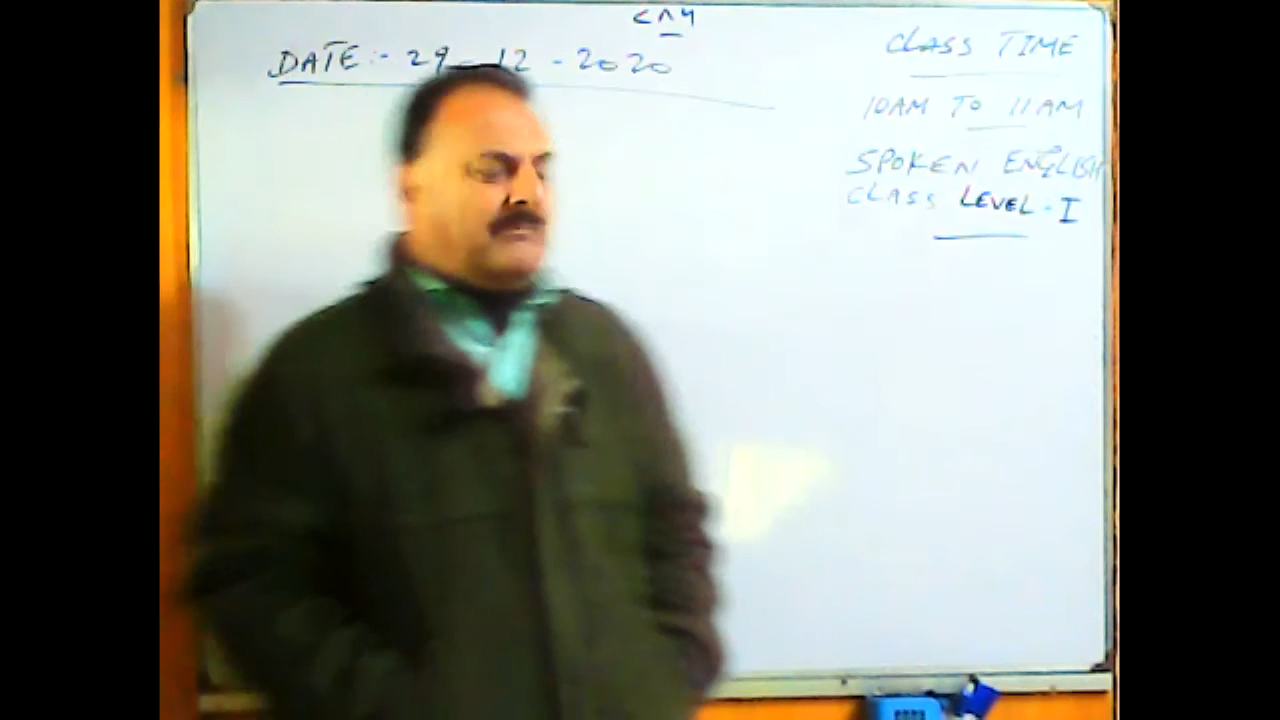 DATE:- 29-12-2020
CLASS TIME
10AM TO 11AM
SPOKEN ENGLISH
CLASS LEVEL-I